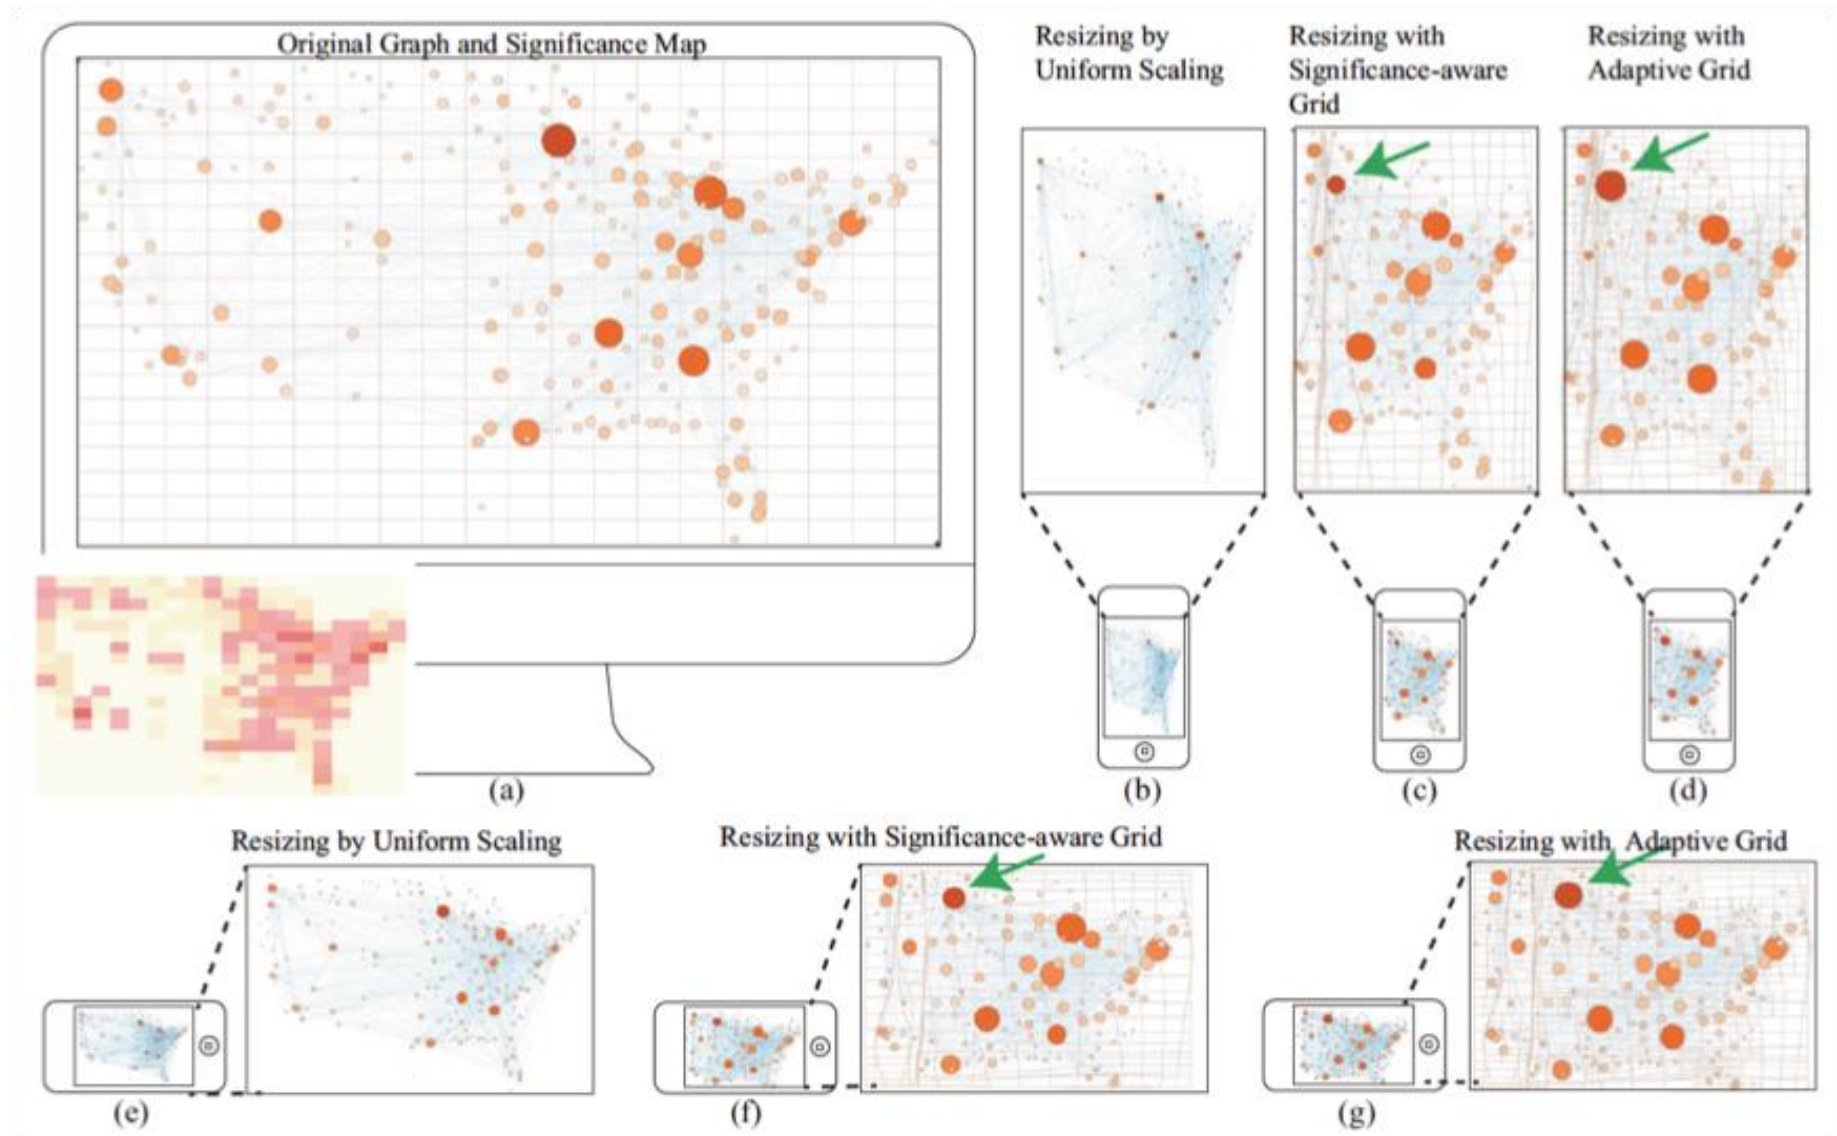 Original Graph and Significance Map
Resizing by
Uniform Scaling
Resizing with
Significance-aware
Grid
Resizing with
Adaptive Grid
(a)
(b)
(c)
(d)
Resizing by Uniform Scaling
Resizing with Significance-aware Grid
Resizing with Adaptive Grid
(e)
(f)
(g)